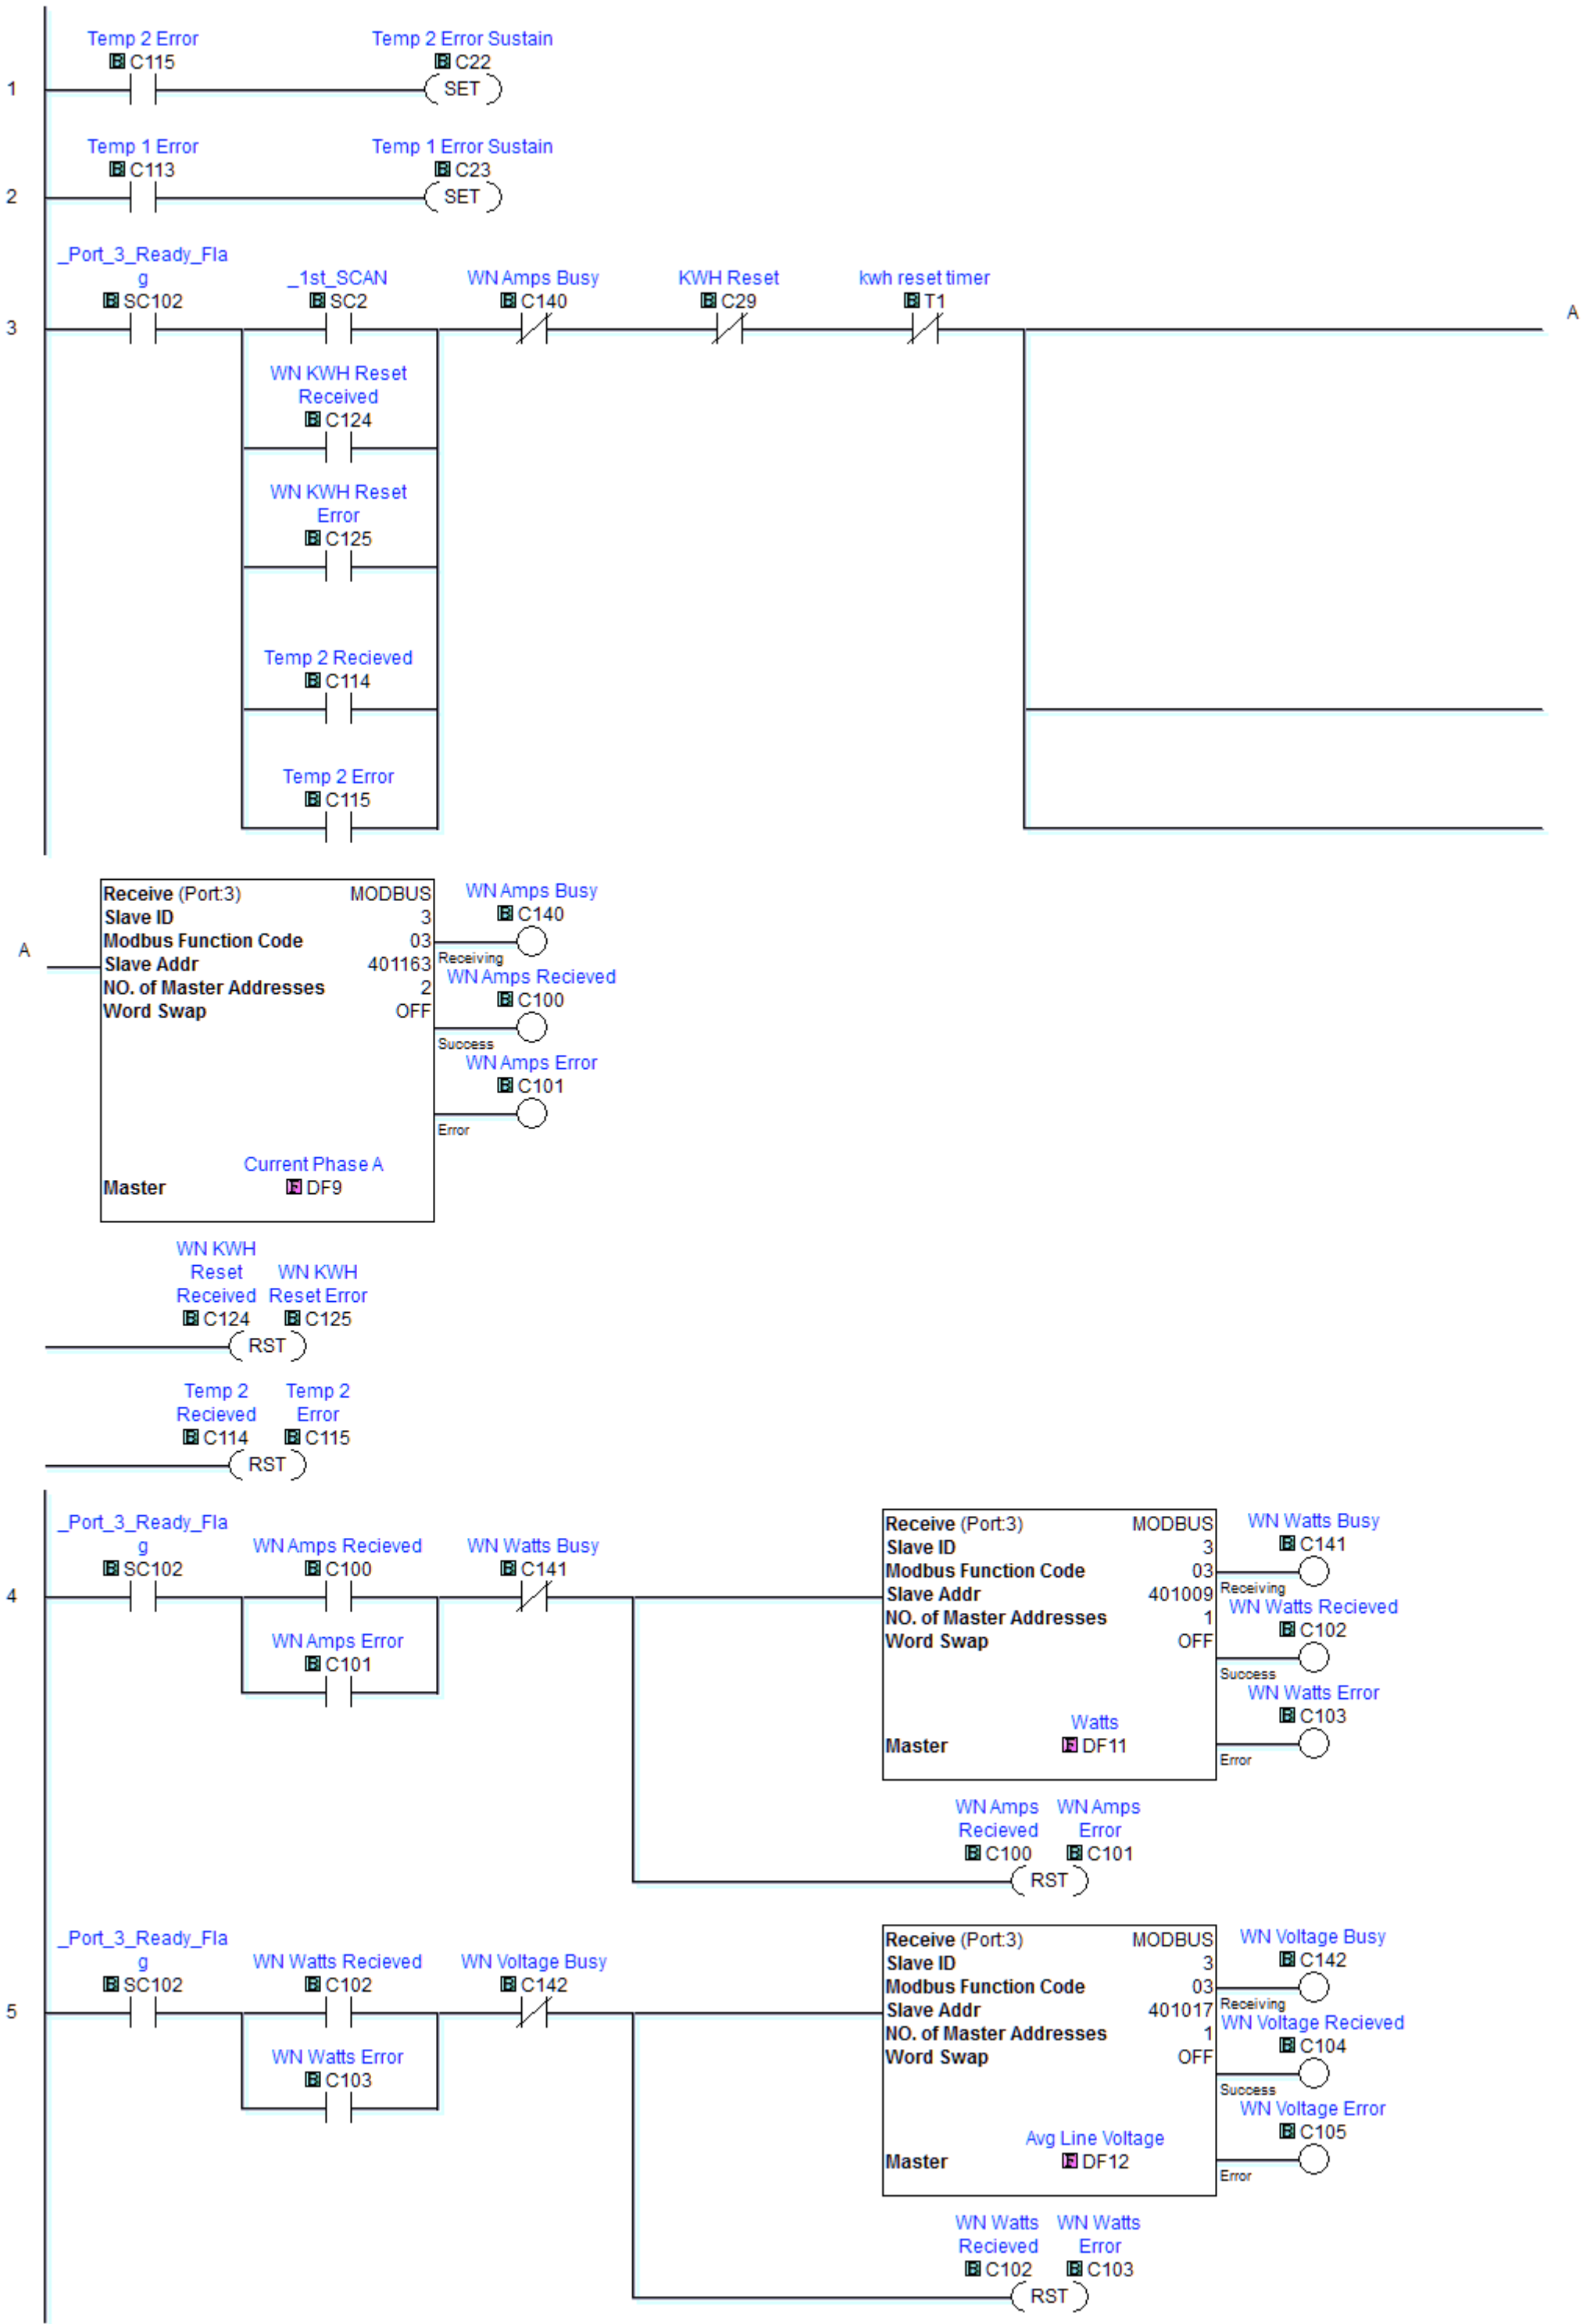 Temp 2 Error
Temp 2 Error Sustain
B C115
B C22
1
SET
Temp 1 Error
Temp 1 Error Sustain
B C113
B C23
2
SET
_Port_3_Ready_Fla
g
_1st_SCAN
WN Amps Busy
KWH Reset
kwh reset timer
B SC102
B SC2
B C140
B C29
B T1
3
A
WN KWH Reset
Received
B C124
WN KWH Reset
Error
B C125
Temp 2 Recieved
B C114
Temp 2 Error
B C115
A
Receive (Port:3) MODBUS
Slave ID 3
Modbus Function Code 03
Slave Addr 401163
NO. of Master Addresses 2
Word Swap OFF
WN Amps Busy
B C140
Receiving
WN Amps Recieved
B C100
Success
WN Amps Error
B C101
Error
Current Phase A
Master F DF9
WN KWH
Reset
Received
B C124
WN KWH
Reset Error
B C125
RST
Temp 2
Recieved
B C114
Temp 2
Error
B C115
RST
4
_Port_3_Ready_Fla
g
B SC102
WN Amps Recieved
B C100
WN Watts Busy
B C141
WN Amps Error
B C101
Receive (Port:3) MODBUS
Slave ID 3
Modbus Function Code 03
Slave Addr 401009
NO. of Master Addresses 1
Word Swap OFF
WN Watts Busy
B C141
Receiving
WN Watts Recieved
B C102
Success
WN Watts Error
B C103
Error
Watts
Master F DF11
WN Amps
Recieved
B C100
WN Amps
Error
B C101
RST
5
_Port_3_Ready_Fla
g
B SC102
WN Watts Recieved
B C102
WN Voltage Busy
B C142
WN Watts Error
B C103
Receive (Port:3) MODBUS
Slave ID 3
Modbus Function Code 03
Slave Addr 401017
NO. of Master Addresses 1
Word Swap OFF
WN Voltage Busy
B C142
Receiving
WN Voltage Recieved
B C104
Success
WN Voltage Error
B C105
Error
Avg Line Voltage
Master F DF12
WN Watts
Recieved
B C102
WN Watts
Error
B C103
RST